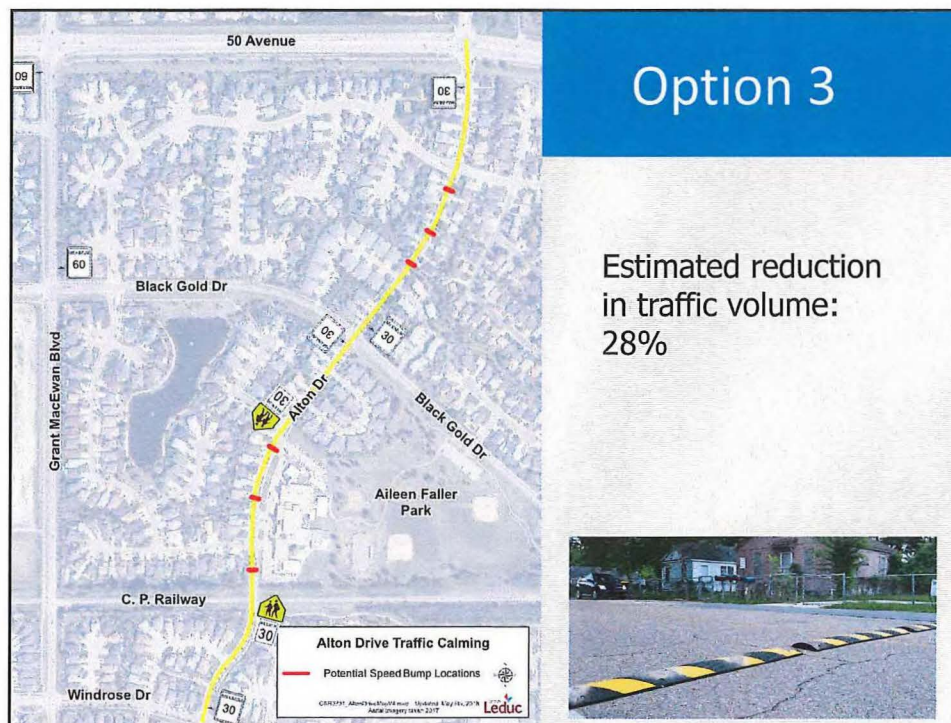 50 Avenue
60
30
60
Black Gold Dr
30
30
Grant MacEwan Blvd
30
Alton Dr
Black Gold Dr
Aileen Faller
Park
C. P. Railway
30
Windrose Dr
30
Alton Drive Traffic Calming
Potential Speed Bump Locations
Leduc
Option 3
Estimated reduction
in traffic volume:
28%